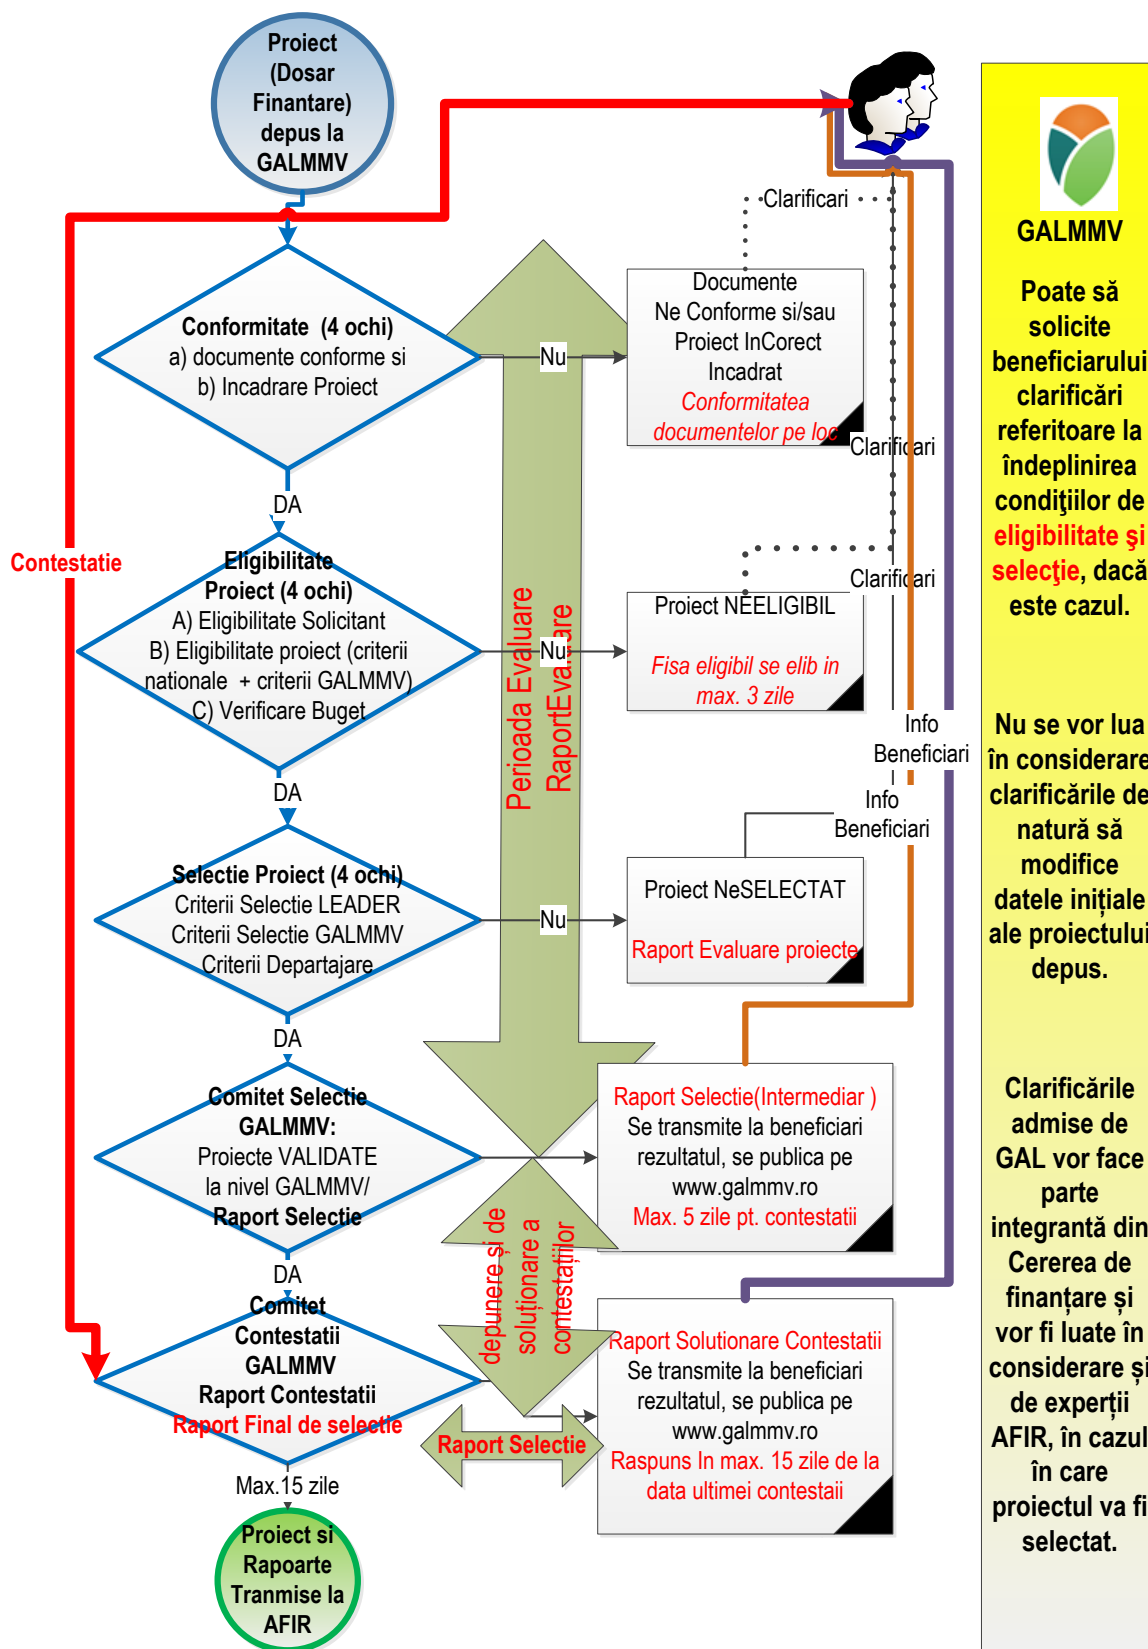 Proiect
(Dosar
Finantare)
depus la
GALMMV
Clarificari
Conformitate (4 ochi)
a) documente conforme si
b) Incadrare Proiect
Nu
Documente
Ne Conforme si/sau
Proiect InCorect
Incadrat
Conformitatea
documentelor pe loc
Clarificari
DA
Contestatie
Eligibilitate
Proiect (4 ochi)
A) Eligibilitate Solicitant
B) Eligibilitate proiect (criterii
nationale + criterii GALMMV)
C) Verificare Buget
Nu
Clarificari
Proiect NEELIGIBIL
Fisa eligibil se elib in
max. 3 zile
Perioada Evaluare
RaportEvaluare
Info
Beneficiari
DA
Info
Beneficiari
Selectie Proiect (4 ochi)
Criterii Selectie LEADER
Criterii Selectie GALMMV
Criterii Departajare
Nu
Proiect NeSELECTAT
Raport Evaluare proiecte
DA
Comitet Selectie
GALMMV:
Proiecte VALIDATE
la nivel GALMMV/
Raport Selectie
Raport Selectie(Intermediar )
Se transmite la beneficiari
rezultatul, se publica pe
www.galmmv.ro
Max. 5 zile pt. contestatii
depunere și de
soluționare a
contestațiilor
DA
Comitet
Contestatii
GALMMV
Raport Contestatii
Raport Final de selectie
Raport Selectie
Raport Solutionare Contestatii
Se transmite la beneficiari
rezultatul, se publica pe
www.galmmv.ro
Raspuns In max. 15 zile de la
data ultimei contestaii
Max.15 zile
Proiect si
Rapoarte
Tranmise la
AFIR
GALMMV
Poate să
solicite
beneficiarului
clarificări
referitoare la
îndeplinirea
condiţiilor de
eligibilitate şi
selecţie, dacă
este cazul.
Nu se vor lua
în considerare
clarificările de
natură să
modifice
datele inițiale
ale proiectului
depus.
Clarificările
admise de
GAL vor face
parte
integrantă din
Cererea de
finanțare și
vor fi luate în
considerare și
de experții
AFIR, în cazul
în care
proiectul va fi
selectat.